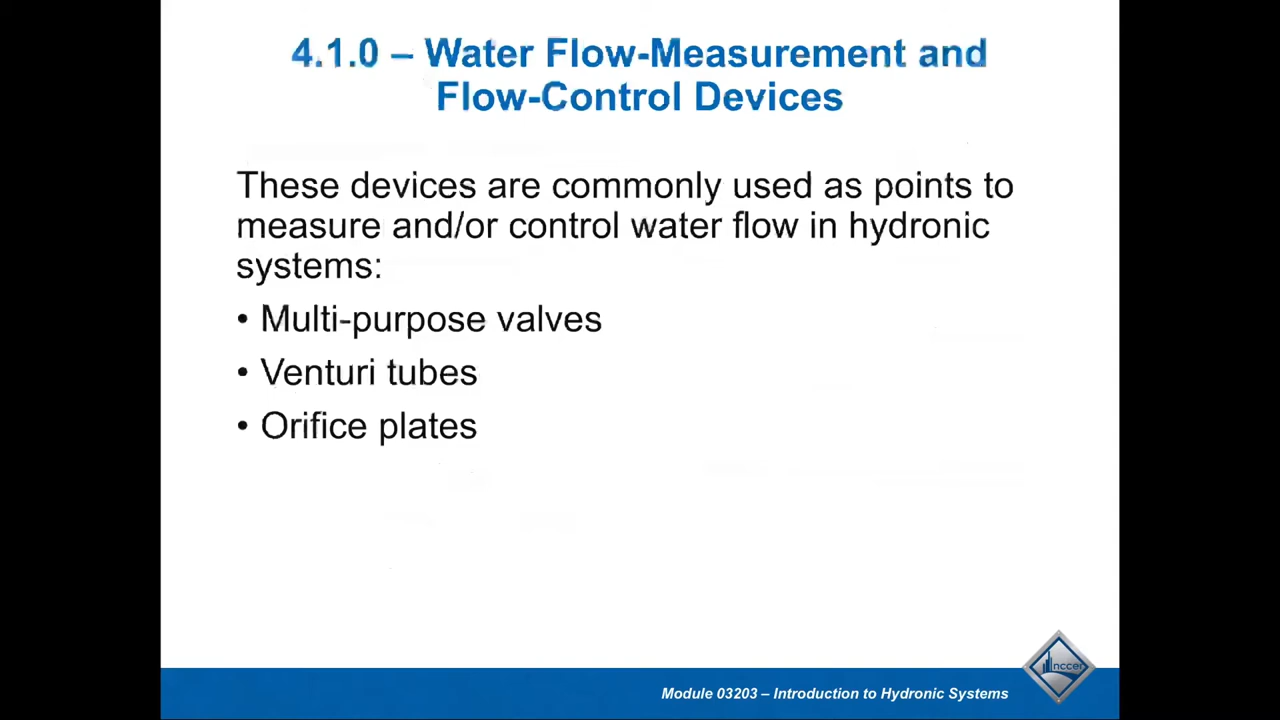 4.1.0 – Water Flow-Measurement and
Flow-Control Devices
These devices are commonly used as points to
measure and/or control water flow in hydronic
systems:
• Multi-purpose valves
• Venturi tubes
• Orifice plates
nccer
Module 03203 – Introduction to Hydronic Systems